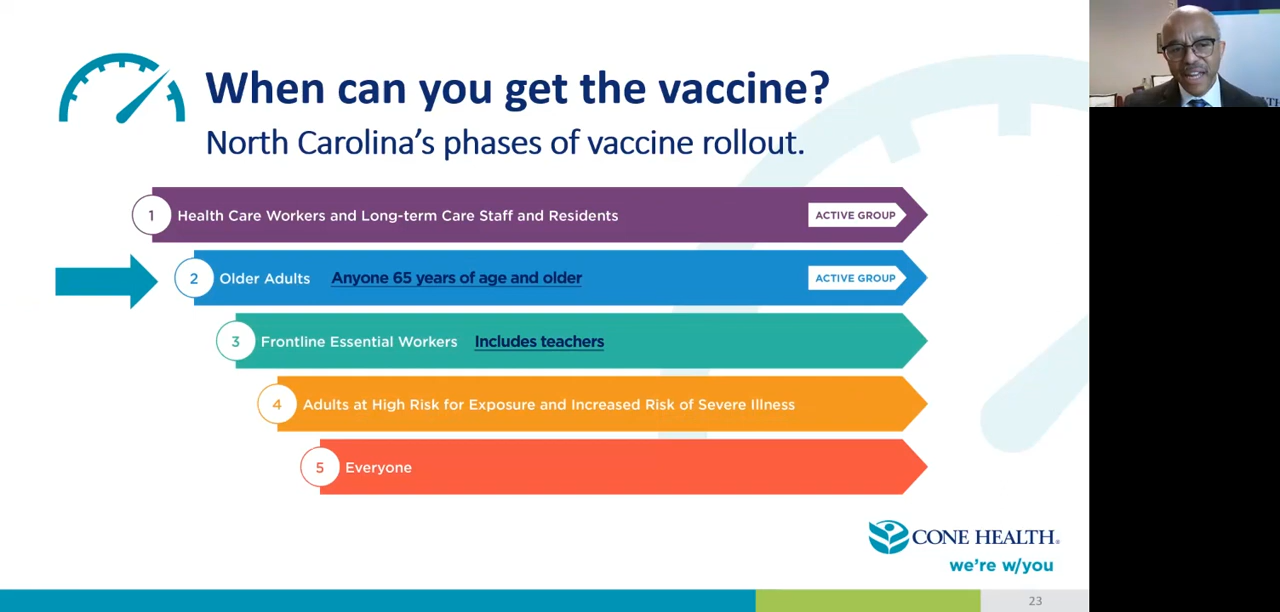 When can you get the vaccine?
North Carolina's phases of vaccine rollout.
1 Health Care Workers and Long-term Care Staff and Residents ACTIVE GROUP
2 Older Adults Anyone 65 years of age and older ACTIVE GROUP
3 Frontline Essential Workers Includes teachers
4 Adults at High Risk for Exposure and Increased Risk of Severe Illness
5 Everyone
CONE HEALTH®
we're w/you
23